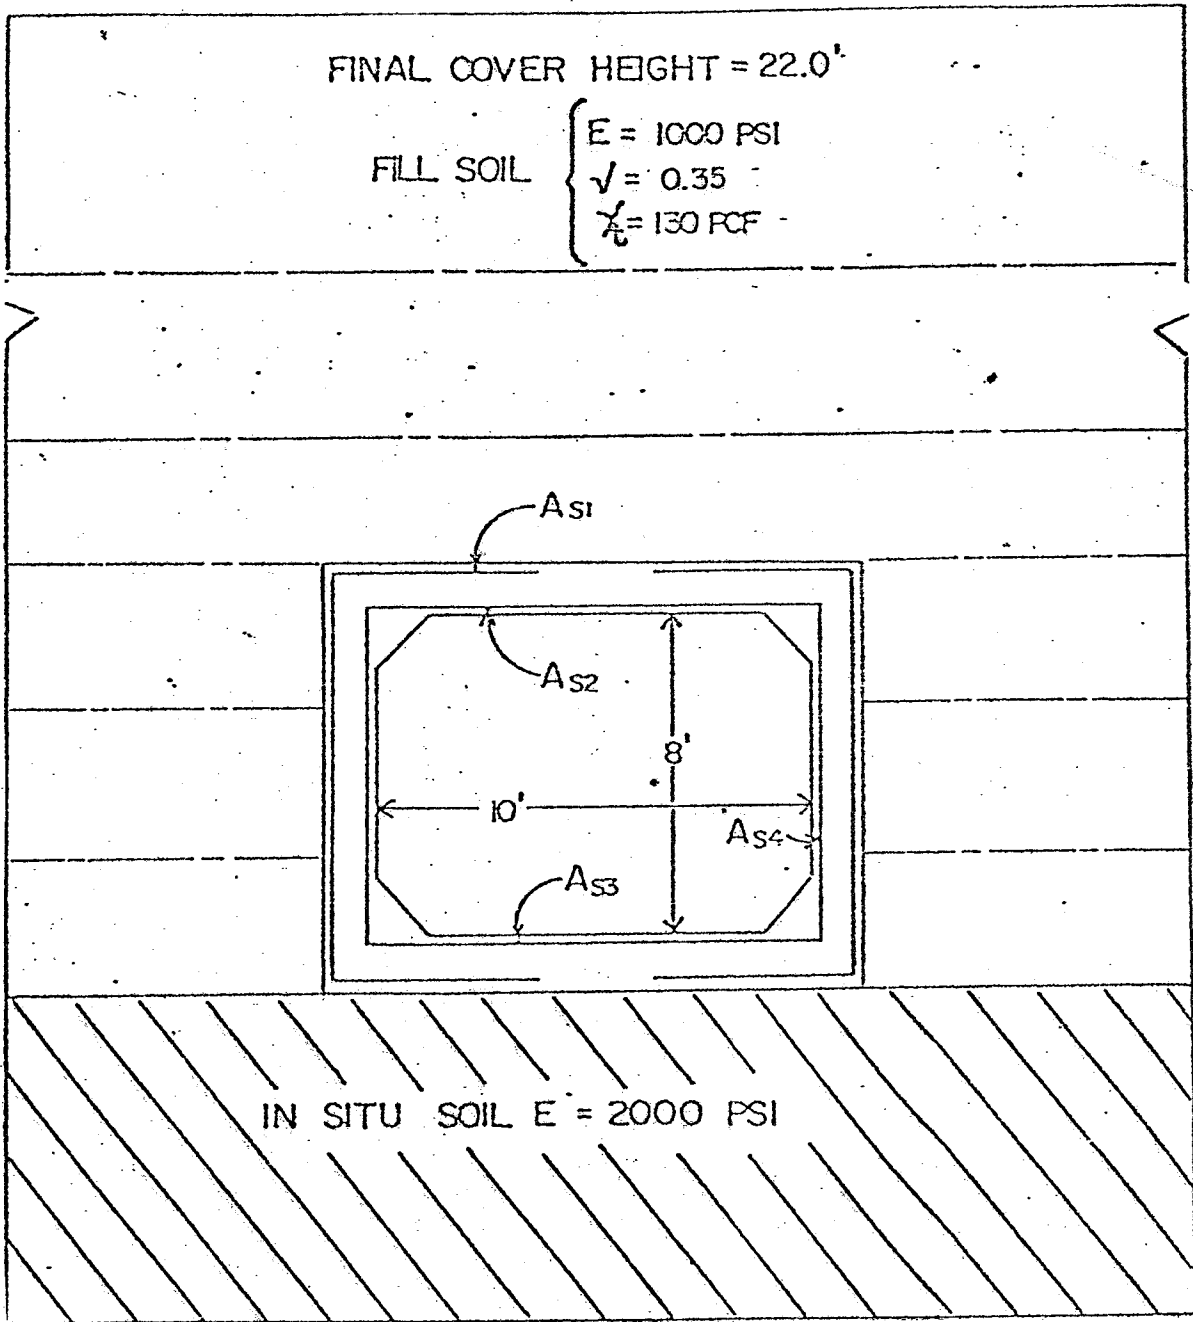 FINAL COVER HEIGHT = 22.0'
FILL SOIL
E = 1000 PSI
ν = 0.35
γt = 130 PCF
AS1
AS2
8'
10'
AS4
AS3
IN SITU SOIL E = 2000 PSI